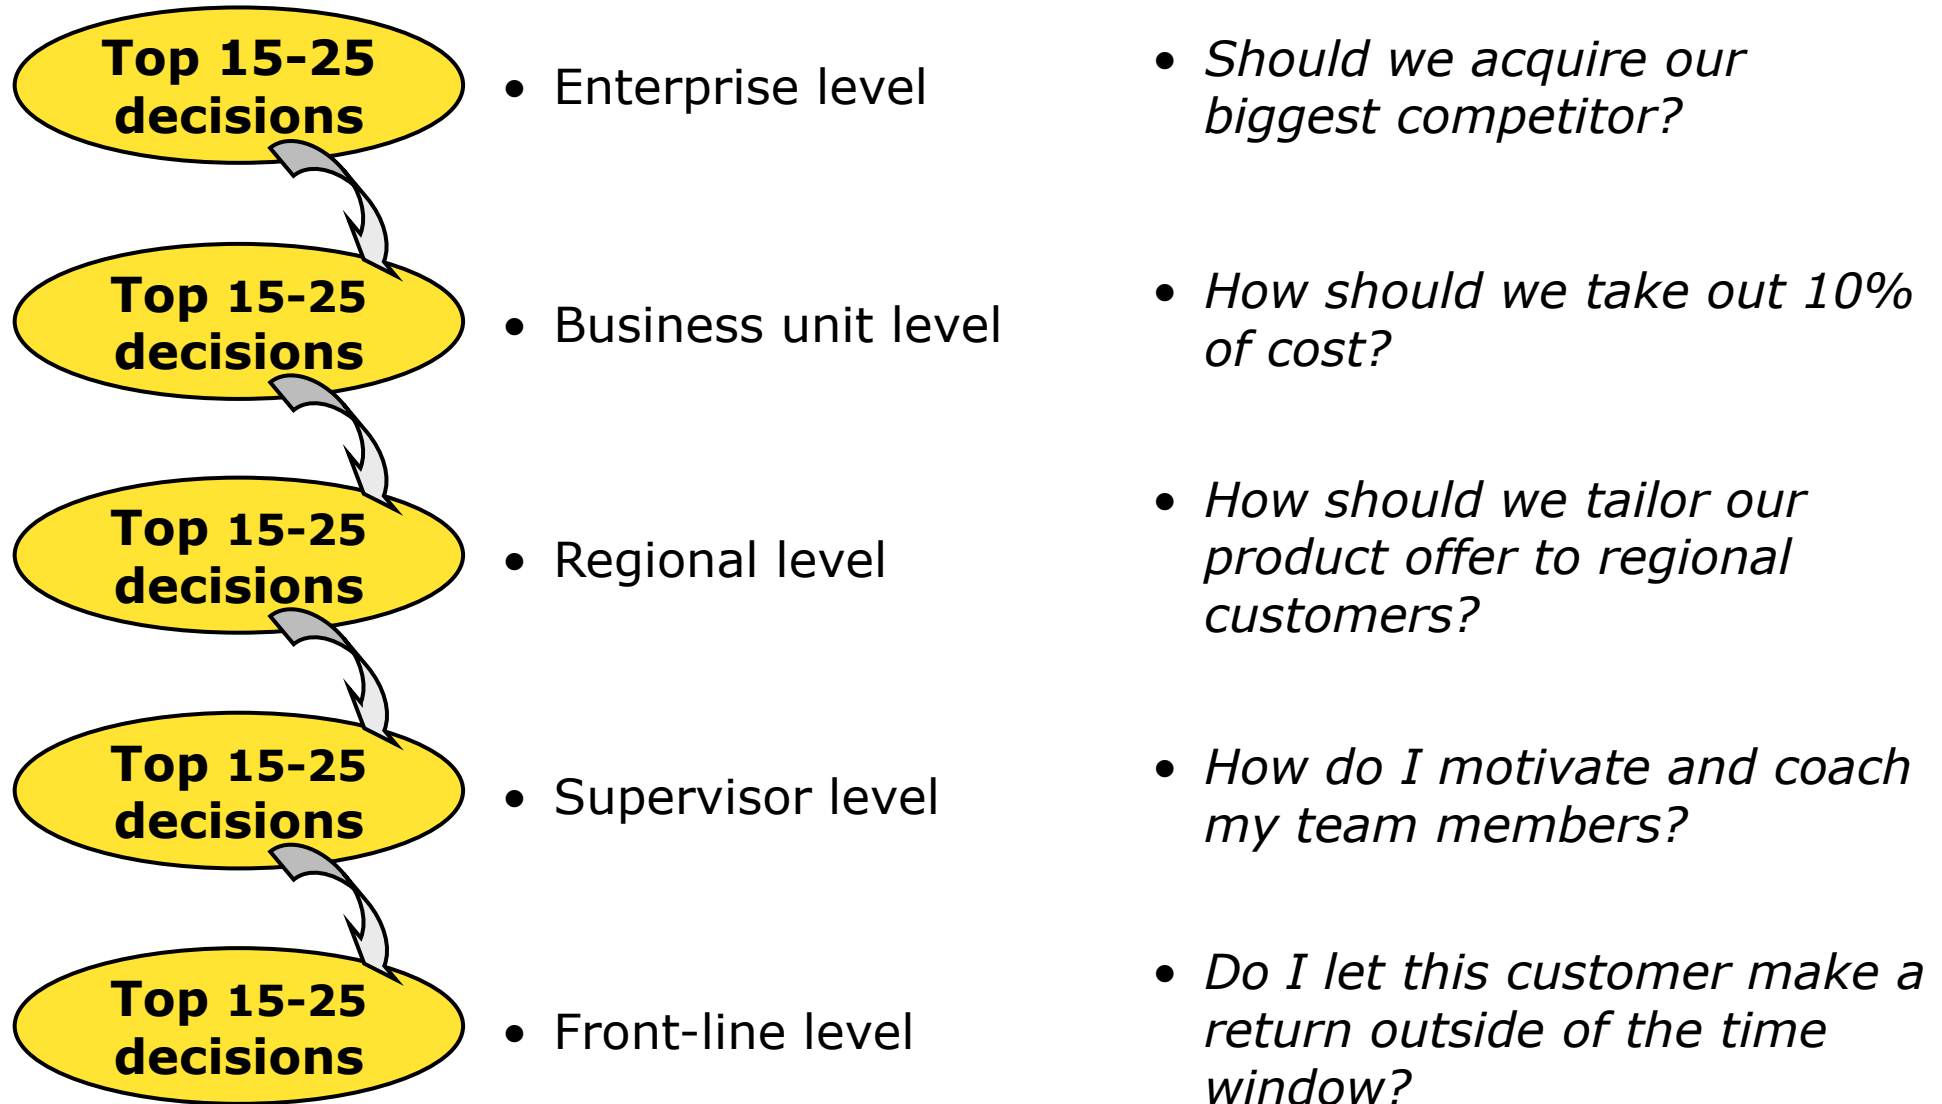 Top 15-25
decisions
• Enterprise level
• Should we acquire our
biggest competitor?
Top 15-25
decisions
• Business unit level
• How should we take out 10%
of cost?
Top 15-25
decisions
• Regional level
• How should we tailor our
product offer to regional
customers?
Top 15-25
decisions
• Supervisor level
• How do I motivate and coach
my team members?
Top 15-25
decisions
• Front-line level
• Do I let this customer make a
return outside of the time
window?